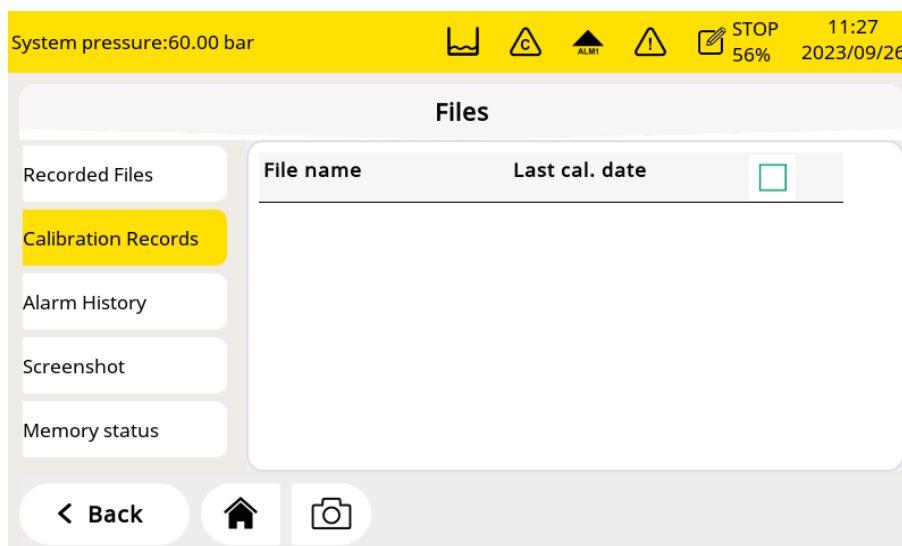 System pressure:60.00 bar
C
ALM1
!
STOP
56%
11:27
2023/09/26
Files
Recorded Files
Calibration Records
Alarm History
Screenshot
Memory status
File name Last cal. date
Back